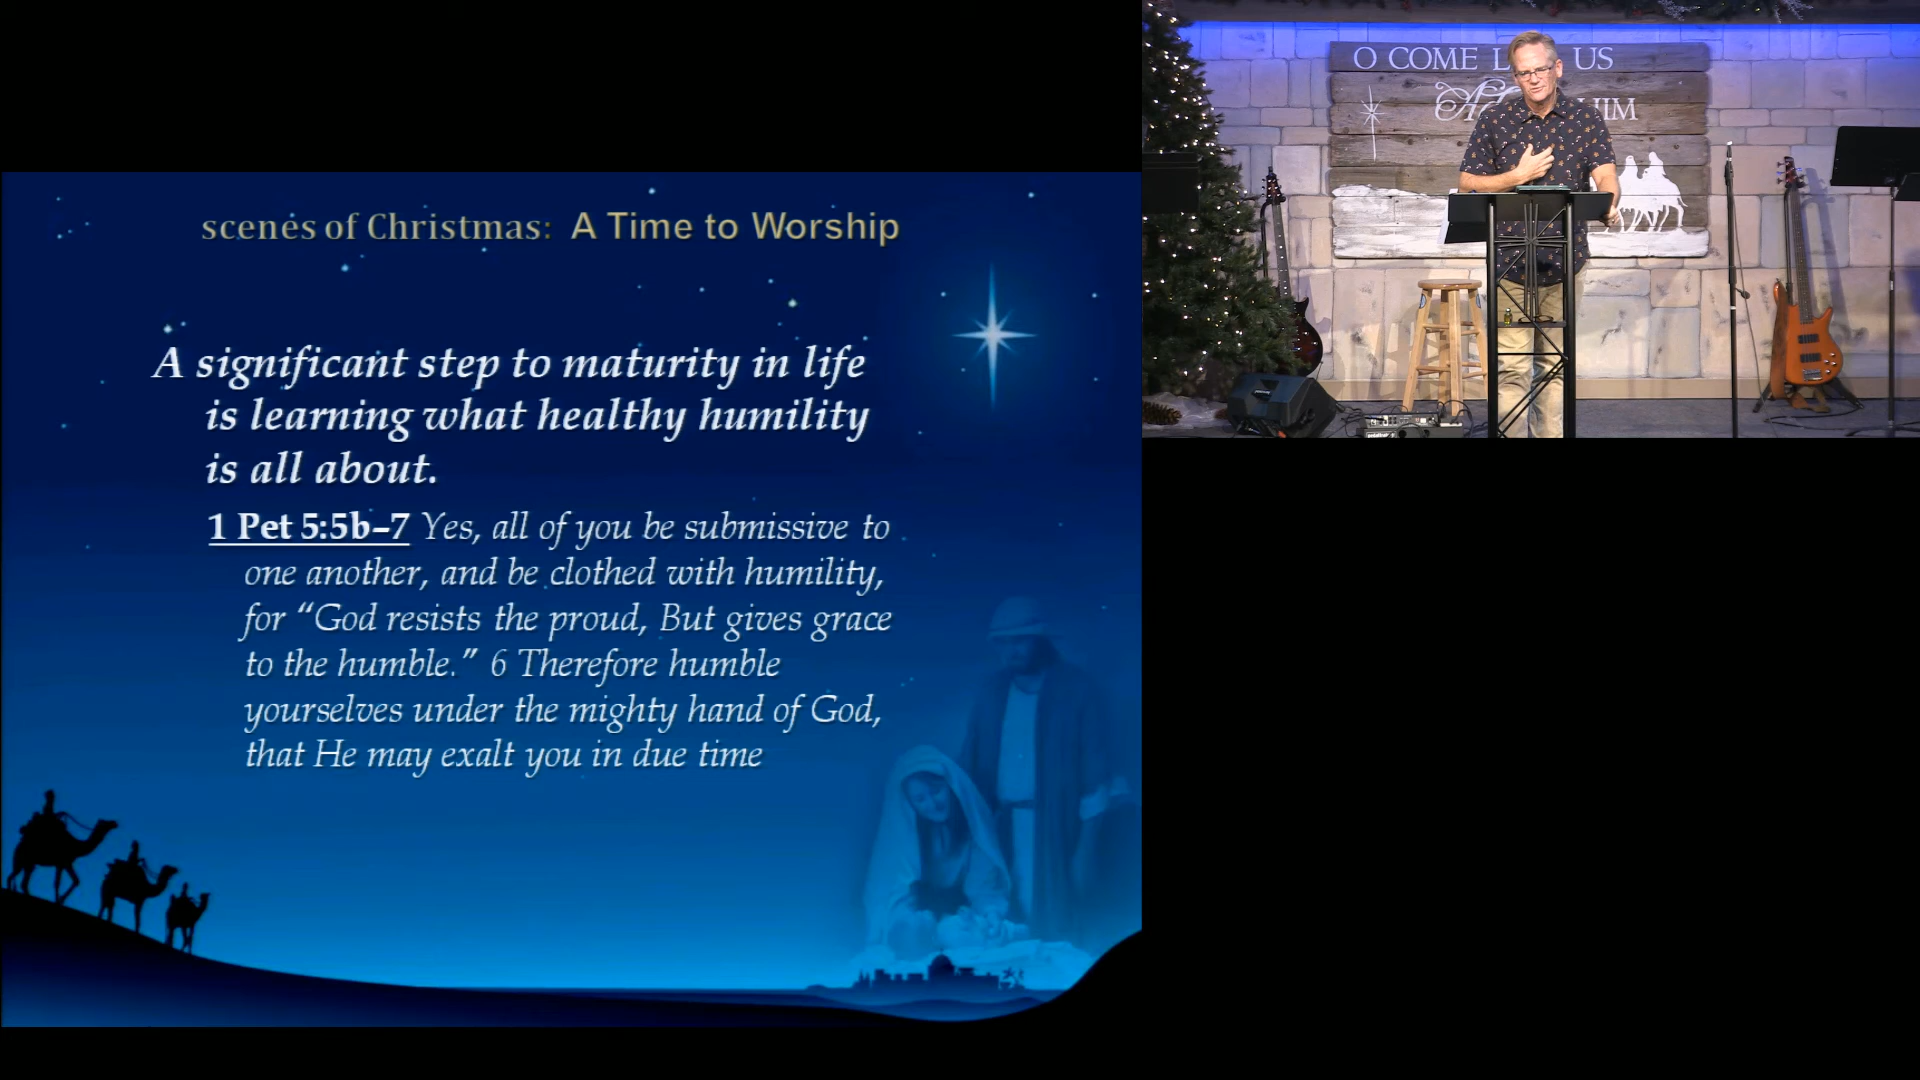 scenes of Christmas: A Time to Worship
A significant step to maturity in life
is learning what healthy humility
is all about.
1 Pet 5:5b–7 Yes, all of you be submissive to
one another, and be clothed with humility,
for “God resists the proud, But gives grace
to the humble.” 6 Therefore humble
yourselves under the mighty hand of God,
that He may exalt you in due time
O COME L US
Ad HIM